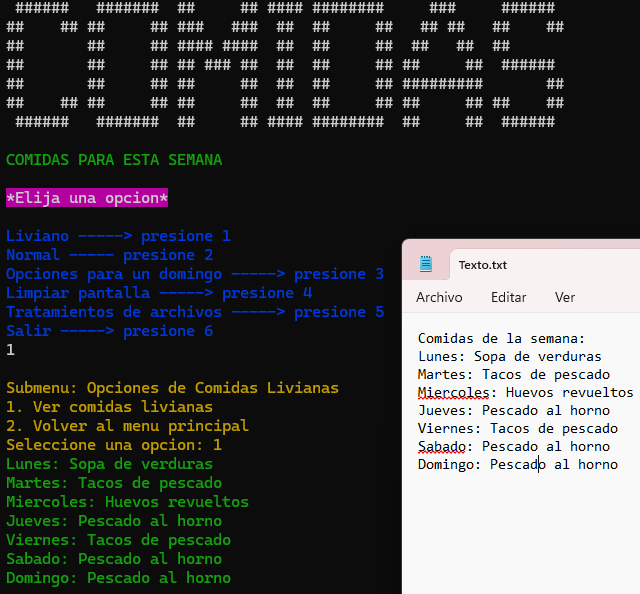 COMIDAS
COMIDAS PARA ESTA SEMANA
*Elija una opcion*
Liviano -----> presione 1
Normal ----- presione 2
Opciones para un domingo -----> presione 3
Limpiar pantalla -----> presione 4
Tratamientos de archivos -----> presione 5
Salir -----> presione 6
1
Submenu: Opciones de Comidas Livianas
1. Ver comidas livianas
2. Volver al menu principal
Seleccione una opcion: 1
Lunes: Sopa de verduras
Martes: Tacos de pescado
Miercoles: Huevos revueltos
Jueves: Pescado al horno
Viernes: Tacos de pescado
Sabado: Pescado al horno
Domingo: Pescado al horno
Texto.txt
Archivo Editar Ver
Comidas de la semana:
Lunes: Sopa de verduras
Martes: Tacos de pescado
Miercoles: Huevos revueltos
Jueves: Pescado al horno
Viernes: Tacos de pescado
Sabado: Pescado al horno
Domingo: Pescado al horno